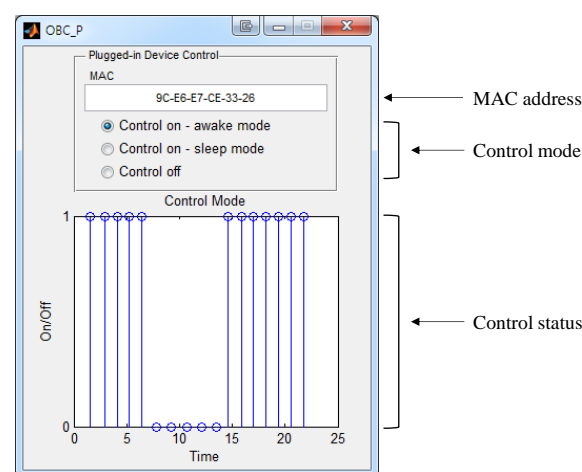 OBC_P
Plugged-in Device Control
MAC
9C-E6-E7-CE-33-26
MAC address
Control on - awake mode
Control on - sleep mode
Control mode
Control off
Control Mode
1
On/Off
Control status
0
0 5 10 15 20 25
Time